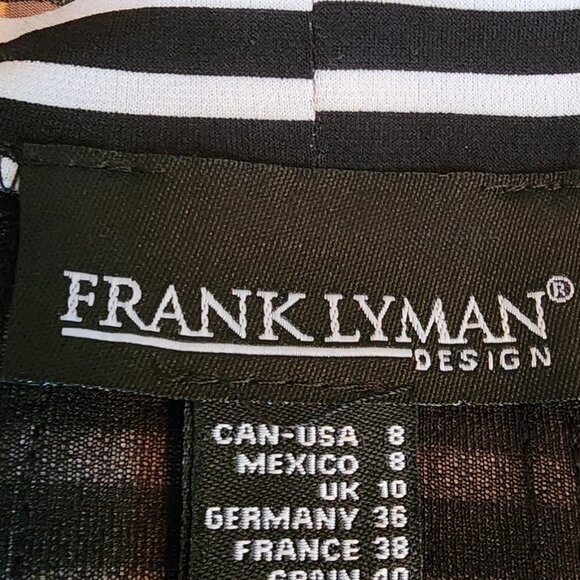 FRANK LYMAN®
DESIGN
CAN-USA 8
MEXICO 8
UK 10
GERMANY 36
FRANCE 38